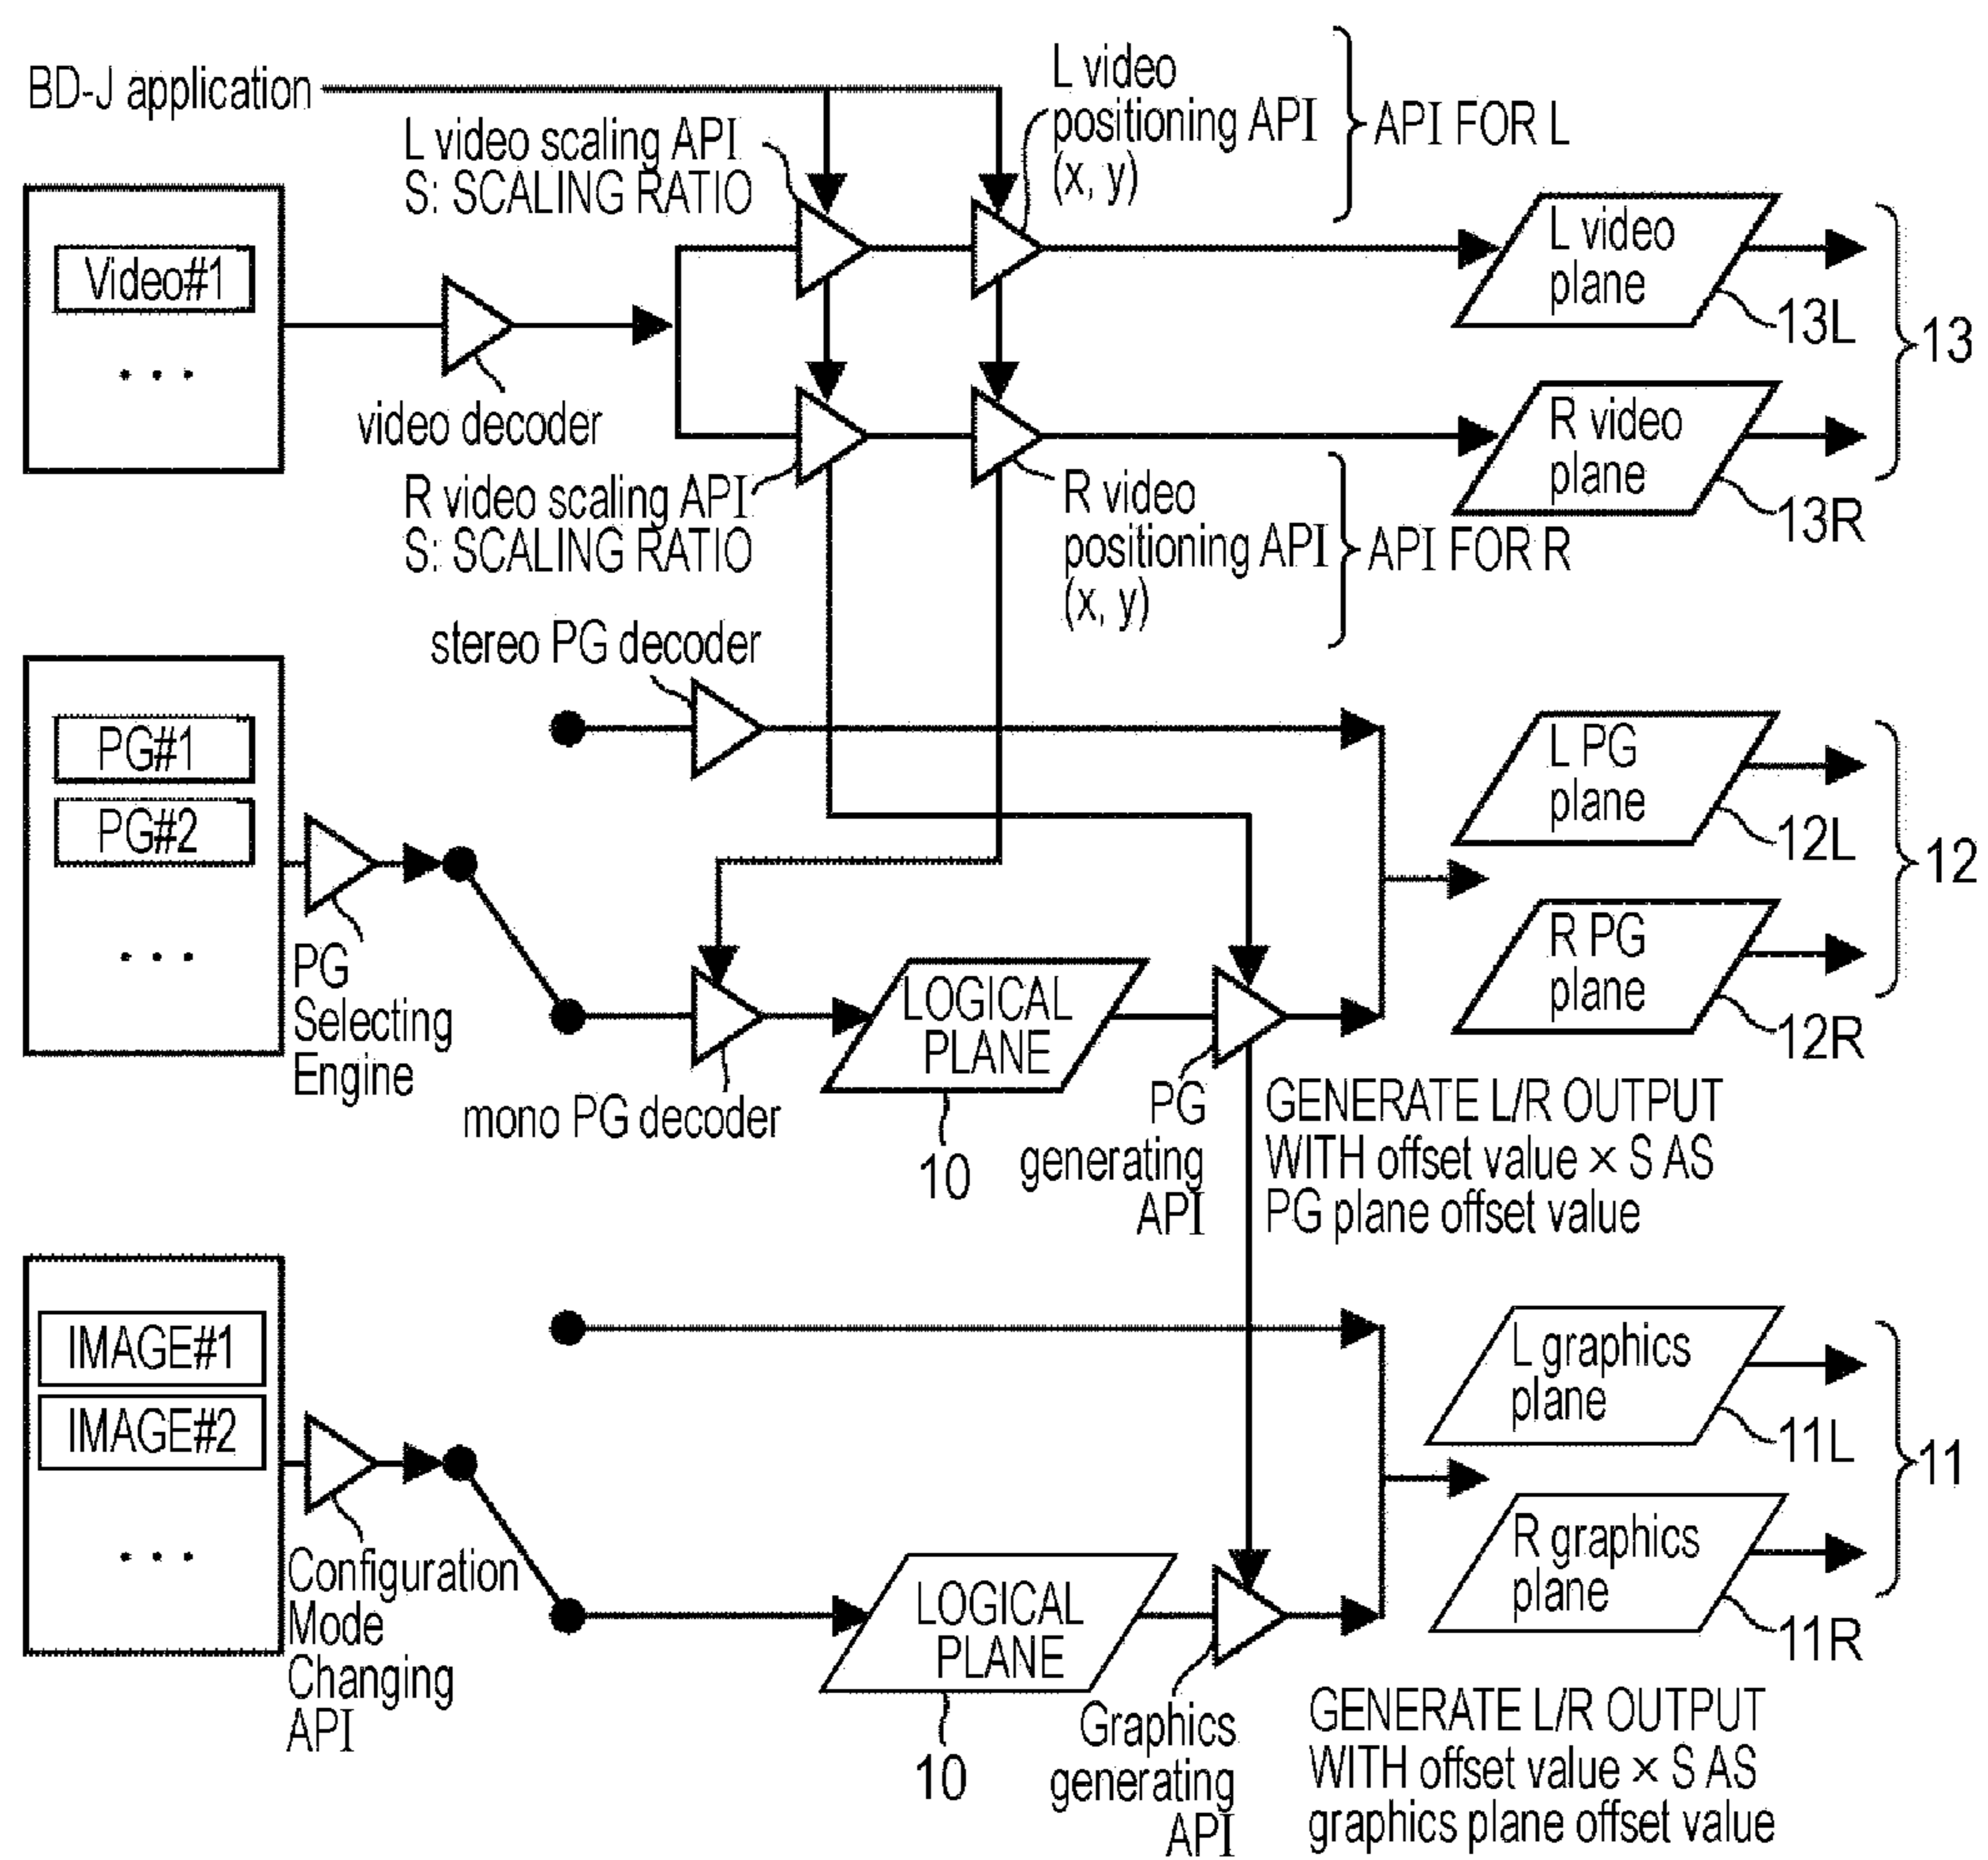 BD-J application
L video scaling API
S: SCALING RATIO
L video
positioning API
(x, y)
API FOR L
Video#1
...
video decoder
L video
plane
13L
13
R video
plane
13R
R video scaling API
S: SCALING RATIO
R video
positioning API
(x, y)
API FOR R
stereo PG decoder
PG#1
PG#2
...
PG
Selecting
Engine
mono PG decoder
LOGICAL
PLANE
10
PG
generating
API
GENERATE L/R OUTPUT
WITH offset value × S AS
PG plane offset value
L PG
plane
12L
12
R PG
plane
12R
IMAGE#1
IMAGE#2
...
Configuration
Mode
Changing
API
LOGICAL
PLANE
10
Graphics
generating
API
L graphics
plane
11L
11
R graphics
plane
11R
GENERATE L/R OUTPUT
WITH offset value × S AS
graphics plane offset value